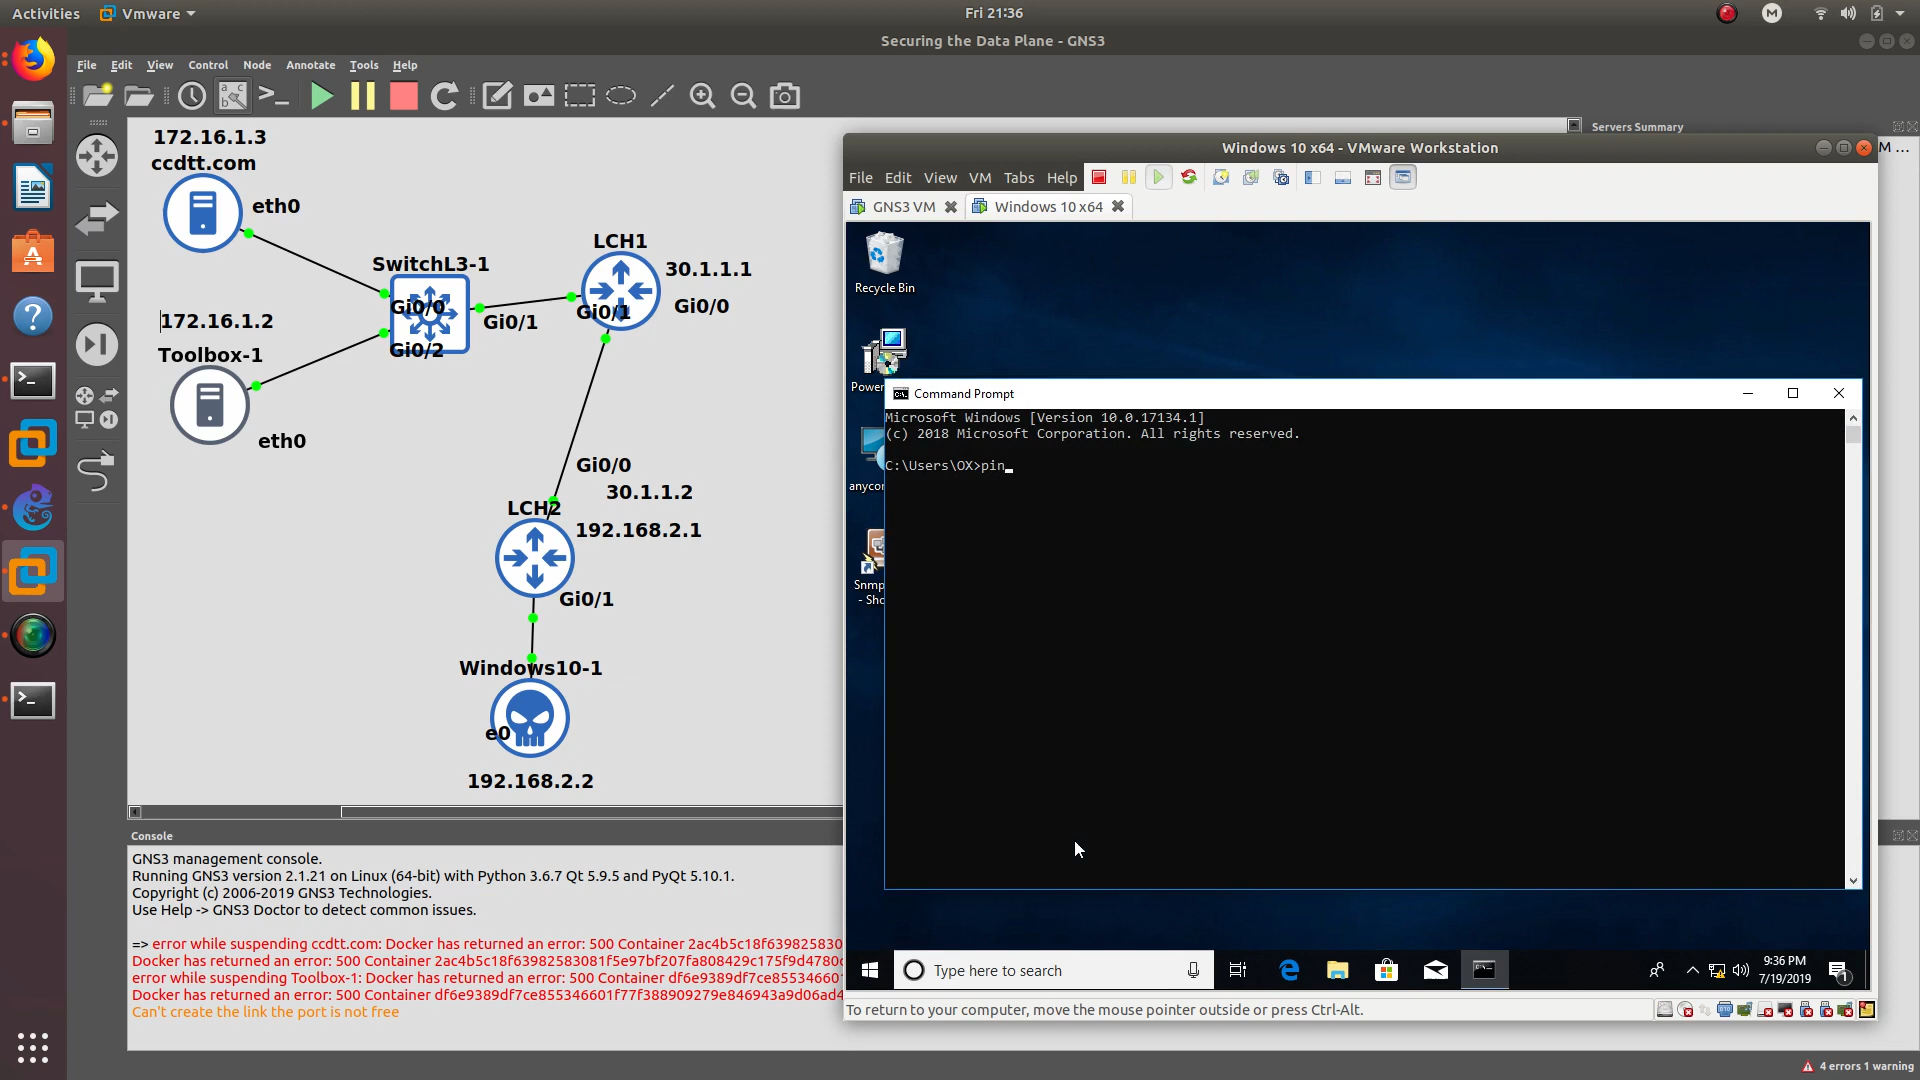 Activities
Vmware
Fri 21:36
Securing the Data Plane - GNS3
File Edit View Control Node Annotate Tools Help
172.16.1.3
ccdtt.com
eth0
SwitchL3-1
Gi0/0
Gi0/1
Gi0/2
LCH1
30.1.1.1
Gi0/1
Gi0/0
172.16.1.2
Toolbox-1
eth0
Gi0/0
30.1.1.2
LCH2
192.168.2.1
Gi0/1
Windows10-1
e0
192.168.2.2
Console
GNS3 management console.
Running GNS3 version 2.1.21 on Linux (64-bit) with Python 3.6.7 Qt 5.9.5 and PyQt 5.10.1.
Copyright (c) 2006-2019 GNS3 Technologies.
Use Help -> GNS3 Doctor to detect common issues.
=> error while suspending ccdtt.com: Docker has returned an error: 500 Container 2ac4b5c18f639825830
Docker has returned an error: 500 Container 2ac4b5c18f63982583081f5e97bf207fa808429c175f9d4780
error while suspending Toolbox-1: Docker has returned an error: 500 Container df6e9389df7ce85534660
Docker has returned an error: 500 Container df6e9389df7ce855346601f77f388909279e846943a9d06ad4
Can't create the link the port is not free
Servers Summary
M ...
Windows 10 x64 - VMware Workstation
File Edit View VM Tabs Help
GNS3 VM
Windows 10 x64
Recycle Bin
Power
anycor
Snmp
- Sho
Command Prompt
Microsoft Windows [Version 10.0.17134.1]
(c) 2018 Microsoft Corporation. All rights reserved.
C:\Users\OX>pin_
Type here to search
9:36 PM
7/19/2019
1
To return to your computer, move the mouse pointer outside or press Ctrl-Alt.
4 errors 1 warning